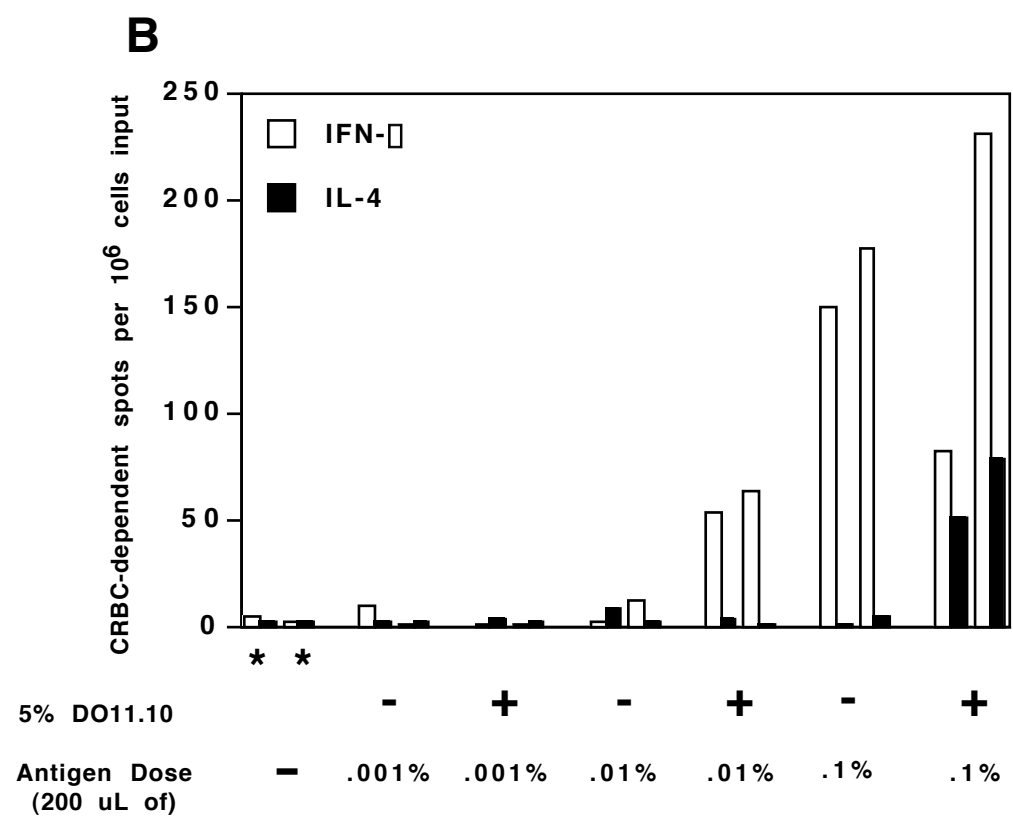 B
CRBC-dependent spots per 10⁶ cells input
250
200
150
100
50
0
IFN-▯
IL-4
* *
5% DO11.10 - + - + - +
Antigen Dose - .001% .001% .01% .01% .1% .1%
(200 uL of)